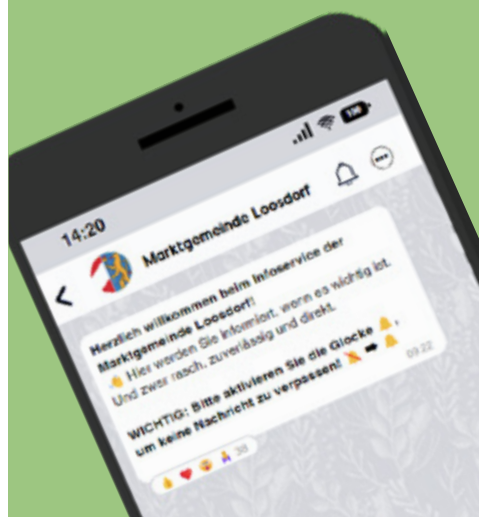 14:20
100
Marktgemeinde Loosdorf
Herzlich willkommen beim Infoservice der
Marktgemeinde Loosdorf!
👋 Hier werden Sie informiert, wenn es wichtig ist.
Und zwar rasch, zuverlässig und direkt.
WICHTIG: Bitte aktivieren Sie die Glocke 🔔,
um keine Nachricht zu verpassen! 🔕 ➡ 🔔
09:22
👍 ❤️ 😂 🙏 38